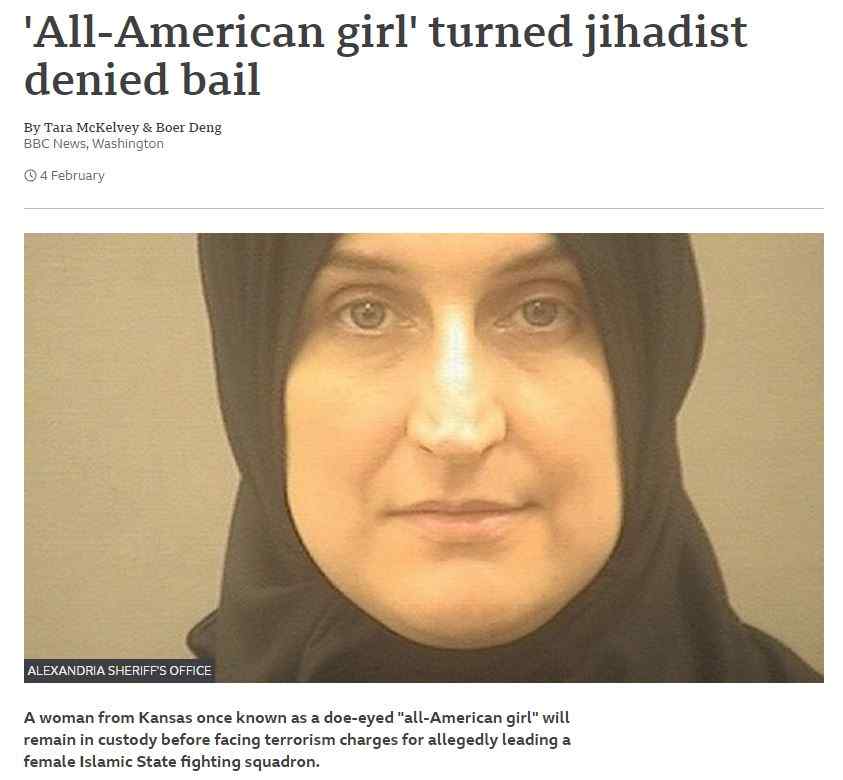 'All-American girl' turned jihadist
denied bail
By Tara McKelvey & Boer Deng
BBC News, Washington
4 February
ALEXANDRIA SHERIFF'S OFFICE
A woman from Kansas once known as a doe-eyed "all-American girl" will
remain in custody before facing terrorism charges for allegedly leading a
female Islamic State fighting squadron.